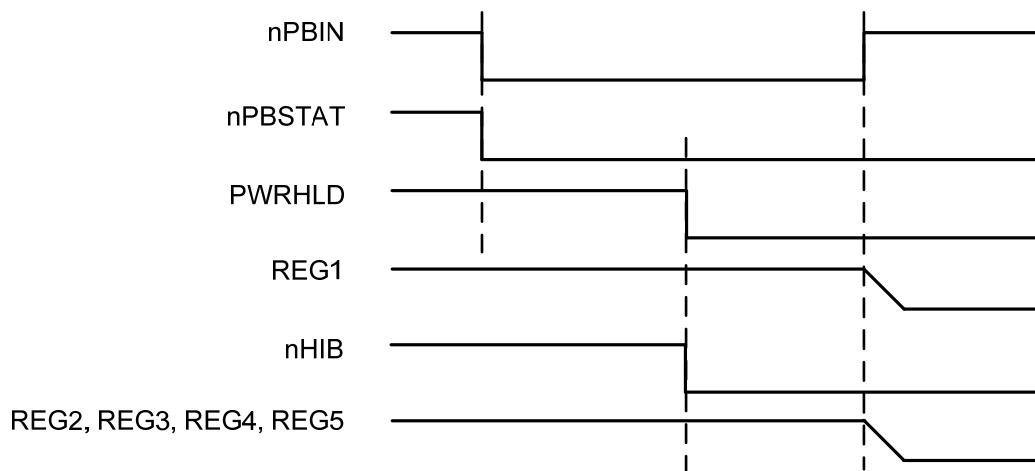 nPBIN
nPBSTAT
PWRHLD
REG1
nHIB
REG2, REG3, REG4, REG5